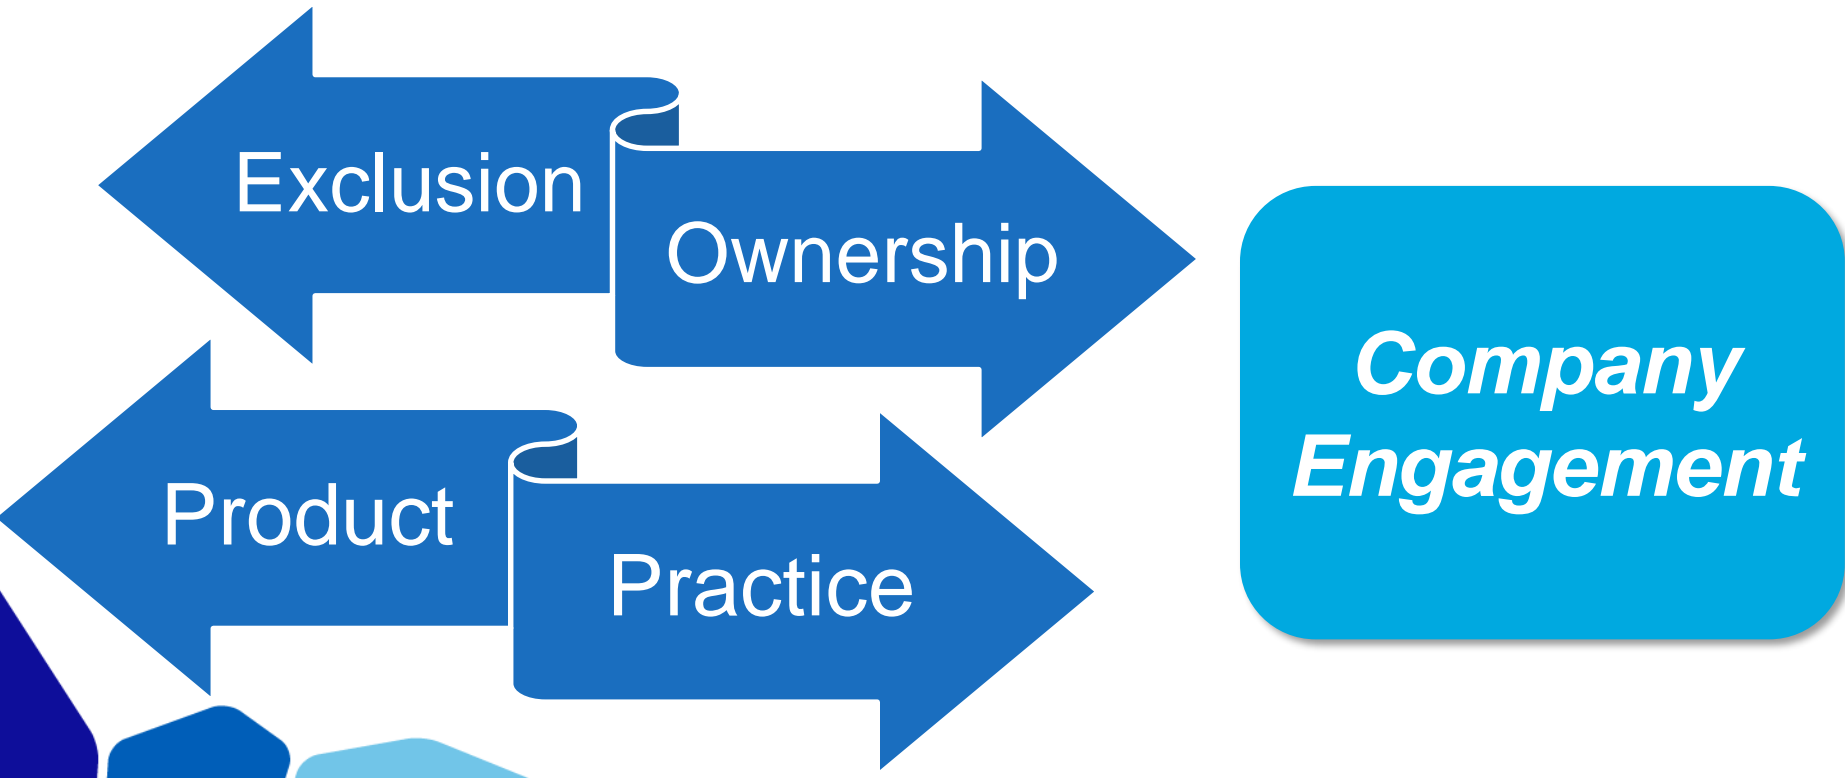 Exclusion
Ownership
Product
Practice
Company
Engagement